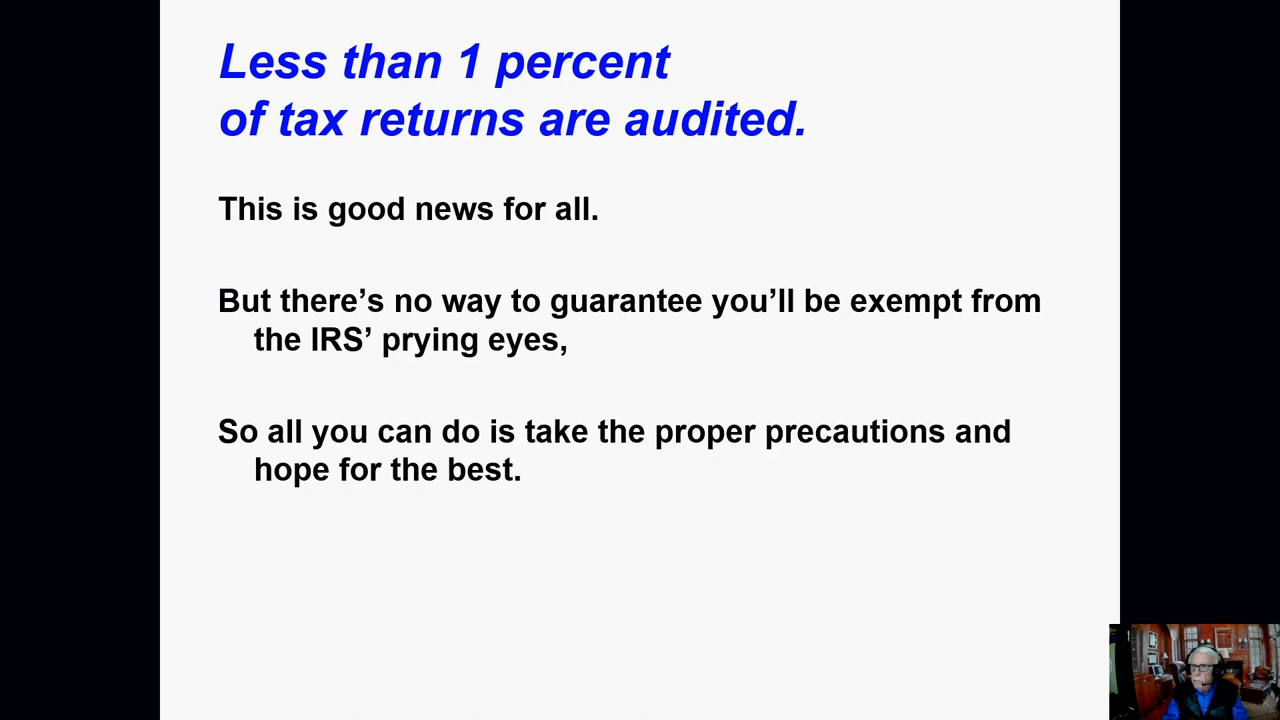 Less than 1 percent
of tax returns are audited.
This is good news for all.
But there’s no way to guarantee you’ll be exempt from
the IRS’ prying eyes,
So all you can do is take the proper precautions and
hope for the best.